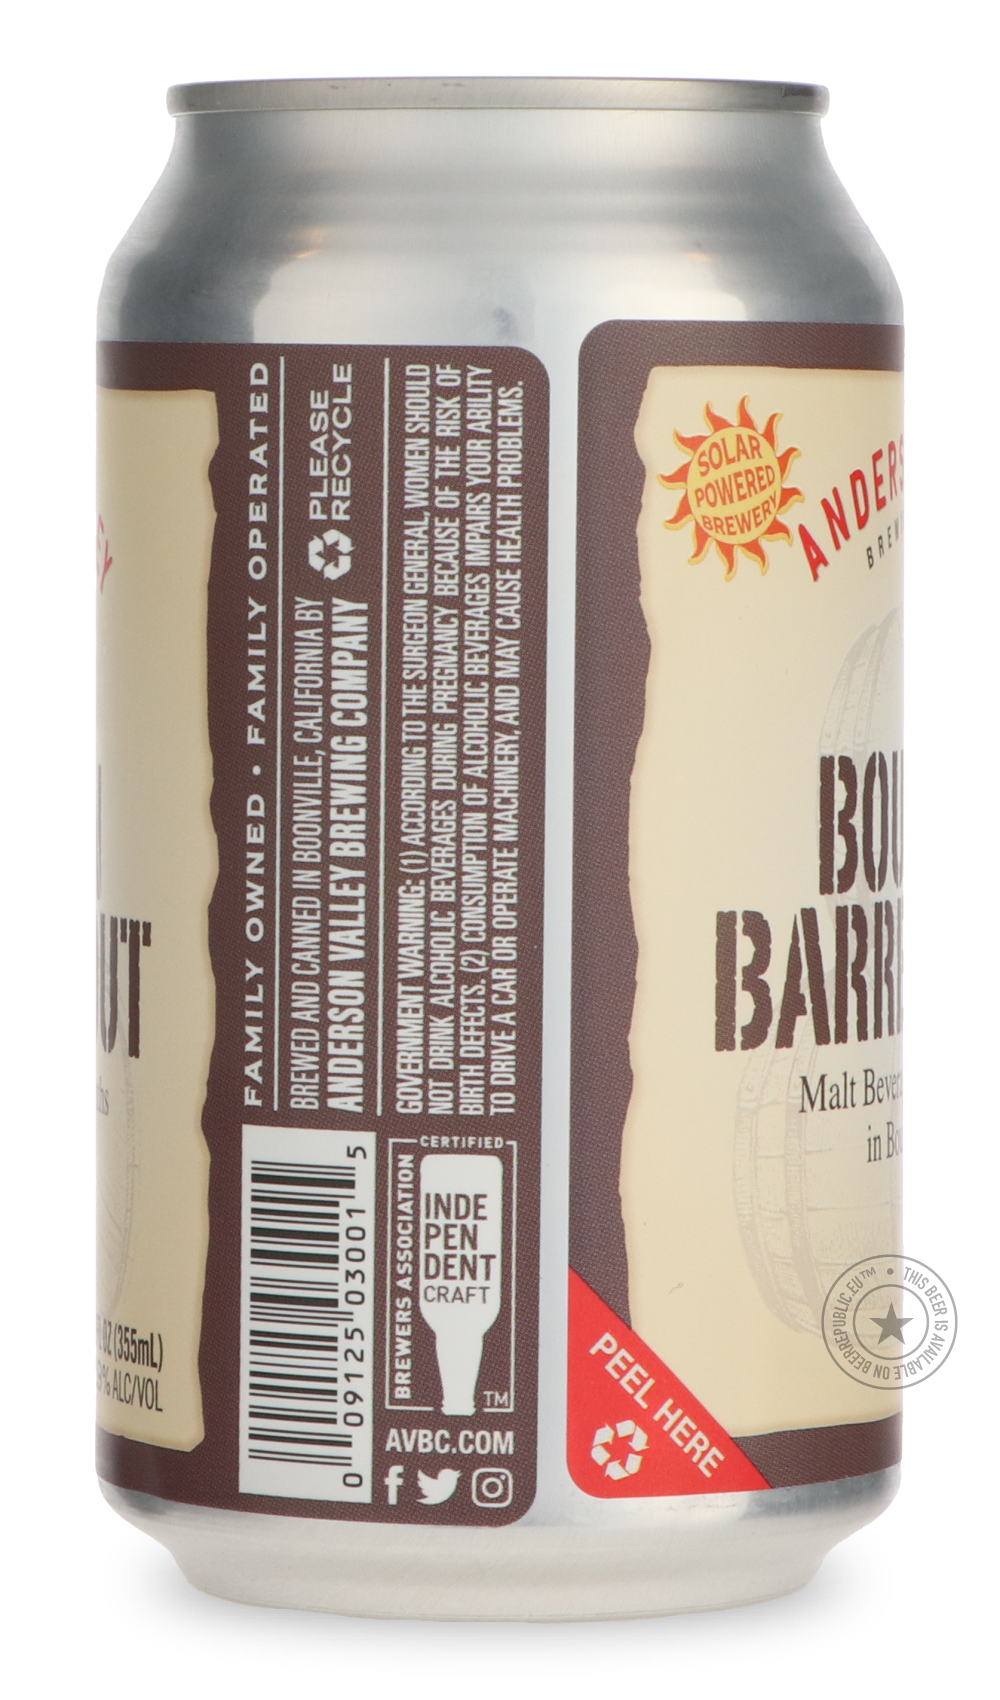 FAMILY OWNED • FAMILY OPERATED
BREWED AND CANNED IN BOONVILLE, CALIFORNIA BY
ANDERSON VALLEY BREWING COMPANY
PLEASE
RECYCLE
GOVERNMENT WARNING: (1) ACCORDING TO THE SURGEON GENERAL, WOMEN SHOULD
NOT DRINK ALCOHOLIC BEVERAGES DURING PREGNANCY BECAUSE OF THE RISK OF
BIRTH DEFECTS. (2) CONSUMPTION OF ALCOHOLIC BEVERAGES IMPAIRS YOUR ABILITY
TO DRIVE A CAR OR OPERATE MACHINERY, AND MAY CAUSE HEALTH PROBLEMS.
0 09125 03001 5
CERTIFIED
BREWERS ASSOCIATION
INDE
PEN
DENT
CRAFT
TM
AVBC.COM
OZ (355mL)
% ALC/VOL
UT
SOLAR
POWERED
BREWERY
ANDERS
BREW
BOU
BARRE
Malt Bever
in Bo
PEEL HERE
THIS BEER IS AVAILABLE ON BEERREPUBLIC.EU™ •